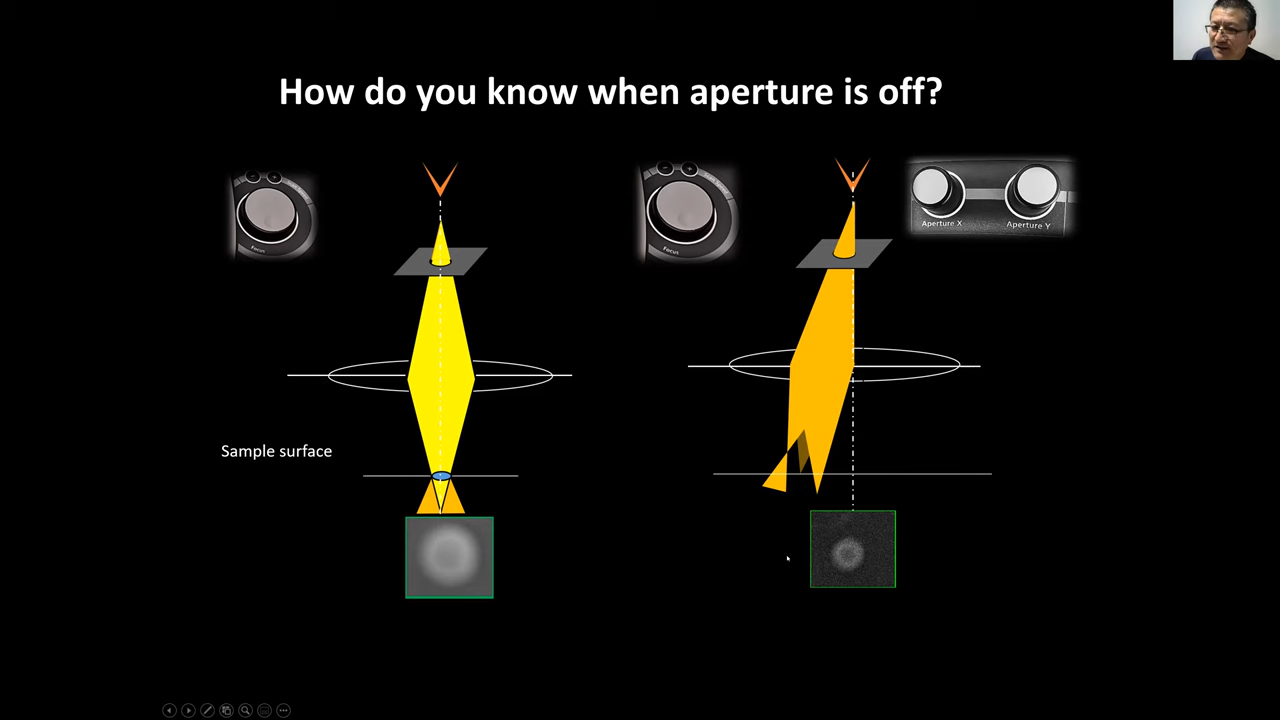 How do you know when aperture is off?
Focus
Focus
Aperture X
Aperture Y
Sample surface